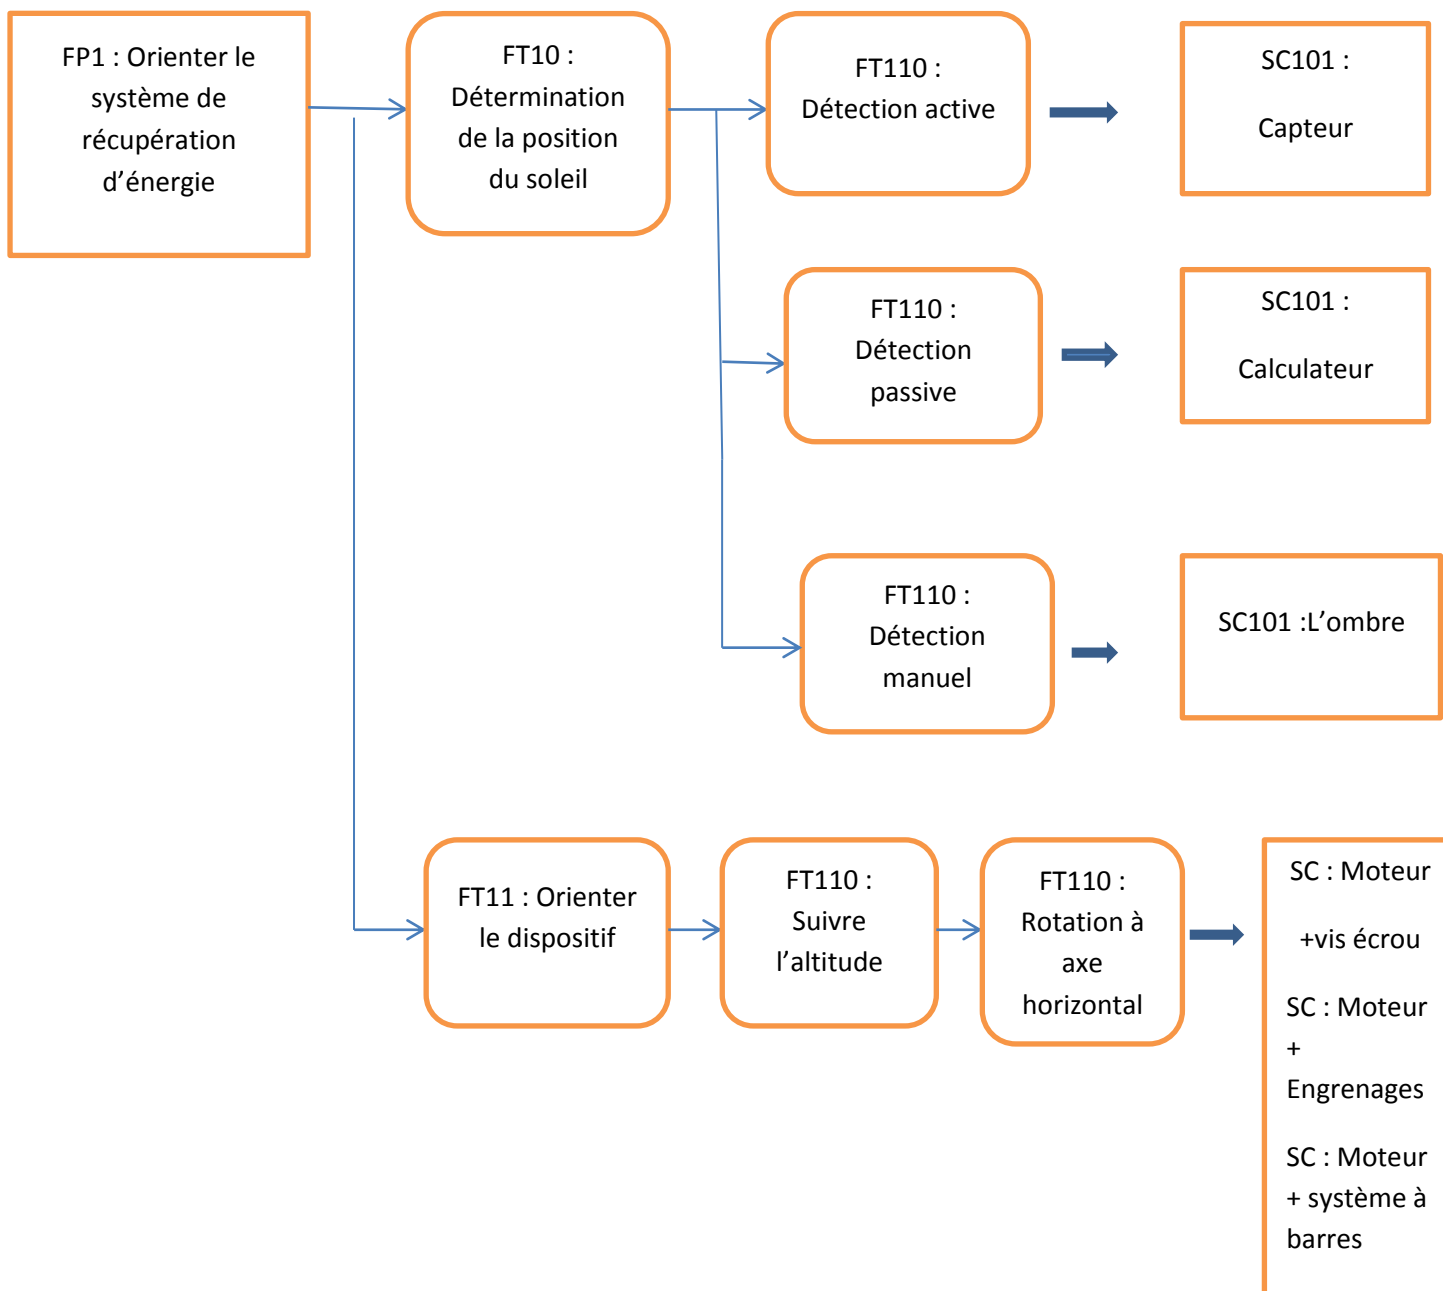 FP1 : Orienter le
système de
récupération
d’énergie
FT10 :
Détermination
de la position
du soleil
FT110 :
Détection active
SC101 :
Capteur
FT110 :
Détection
passive
SC101 :
Calculateur
FT110 :
Détection
manuel
SC101 :L’ombre
FT11 : Orienter
le dispositif
FT110 :
Suivre
l’altitude
FT110 :
Rotation à
axe
horizontal
SC : Moteur
+vis écrou
SC : Moteur
+
Engrenages
SC : Moteur
+ système à
barres